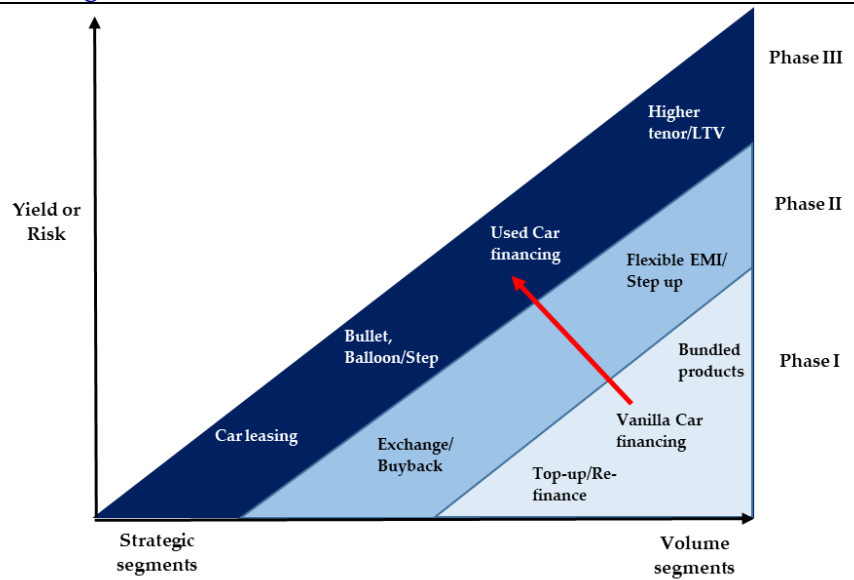 Phase III
Higher
tenor/LTV
Yield or
Risk
Phase II
Used Car
financing
Flexible EMI/
Step up
Bullet,
Balloon/Step
Bundled
products
Phase I
Vanilla Car
financing
Car leasing
Exchange/
Buyback
Top-up/Re-
finance
Strategic
segments
Volume
segments